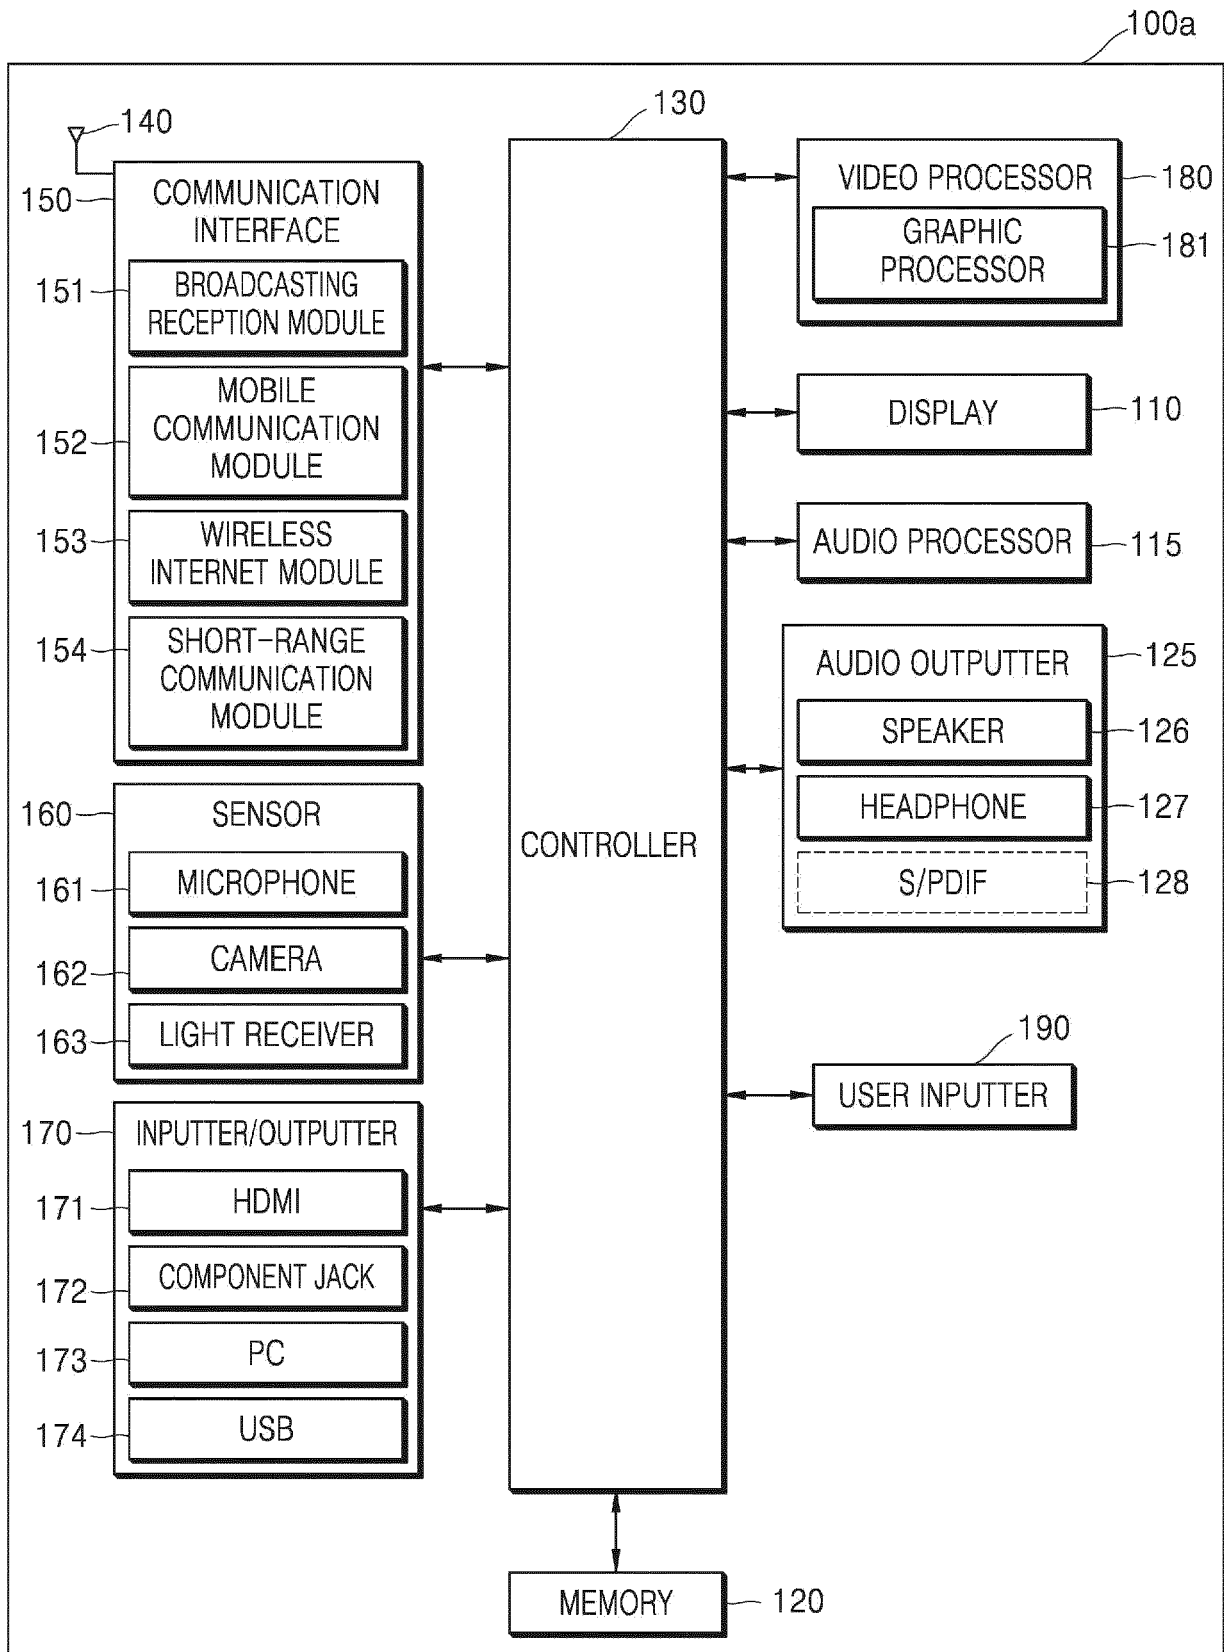 100a
140
150
COMMUNICATION
INTERFACE
151
BROADCASTING
RECEPTION MODULE
152
MOBILE
COMMUNICATION
MODULE
153
WIRELESS
INTERNET MODULE
154
SHORT-RANGE
COMMUNICATION
MODULE
160
SENSOR
161
MICROPHONE
162
CAMERA
163
LIGHT RECEIVER
170
INPUTTER/OUTPUTTER
171
HDMI
172
COMPONENT JACK
173
PC
174
USB
130
CONTROLLER
MEMORY
120
VIDEO PROCESSOR
180
GRAPHIC
PROCESSOR
181
DISPLAY
110
AUDIO PROCESSOR
115
AUDIO OUTPUTTER
125
SPEAKER
126
HEADPHONE
127
S/PDIF
128
190
USER INPUTTER